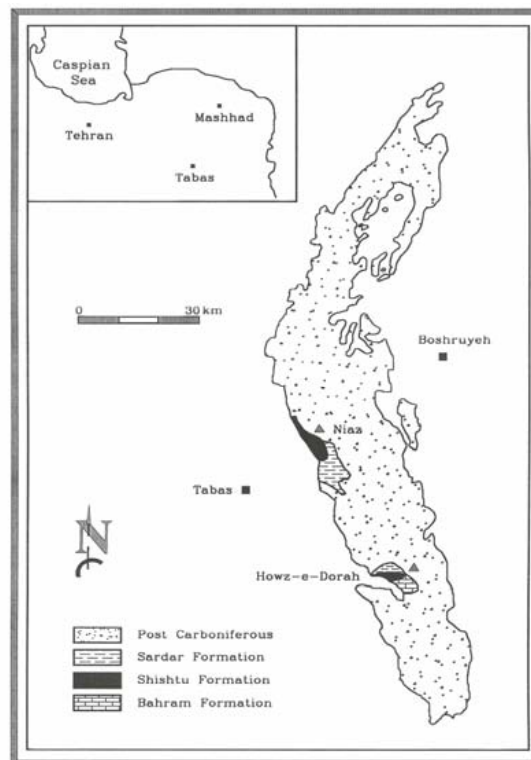 Caspian
Sea
Mashhad
Tehran
Tabas
0 30 km
Boshruyeh
Niaz
Tabas
N
Howz-e-Dorah
Post Carboniferous
Sardar Formation
Shishtu Formation
Bahram Formation